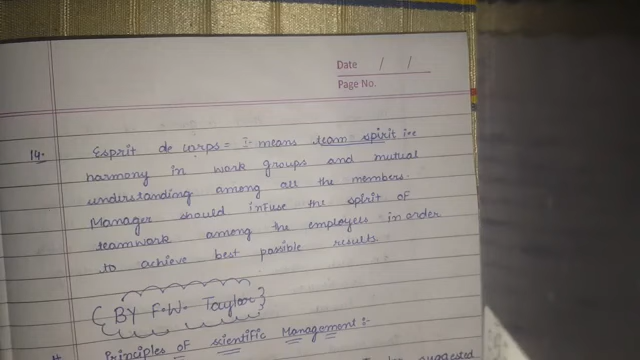 Date / /
Page No.
14. Esprit de corps = i. means team spirit i.e
harmony in work groups and mutual
understanding among all the members.
Manager should infuse the spirit of
teamwork among the employees in order
to achieve best possible results
(BY F.W. Taylor}
Principles of scientific Management :-
suggested